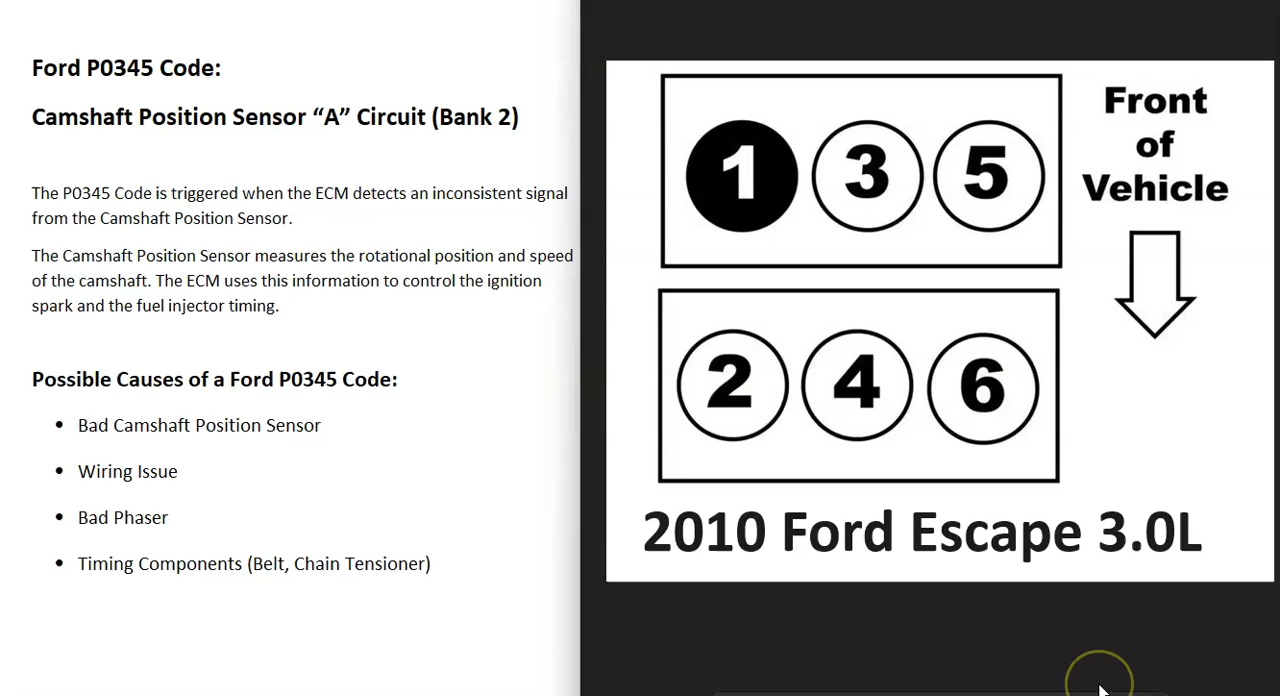 Ford P0345 Code:
Camshaft Position Sensor “A” Circuit (Bank 2)
The P0345 Code is triggered when the ECM detects an inconsistent signal
from the Camshaft Position Sensor.
The Camshaft Position Sensor measures the rotational position and speed
of the camshaft. The ECM uses this information to control the ignition
spark and the fuel injector timing.
Possible Causes of a Ford P0345 Code:
• Bad Camshaft Position Sensor
• Wiring Issue
• Bad Phaser
• Timing Components (Belt, Chain Tensioner)
1 3 5
Front
of
Vehicle
2 4 6
2010 Ford Escape 3.0L